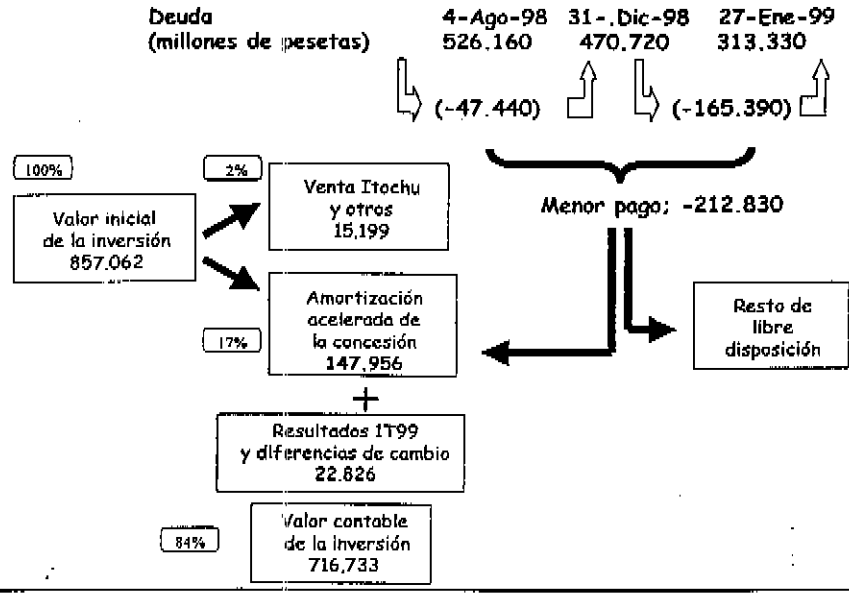 Deuda 4-Ago-98 31-.Dic-98 27-Ene-99
(millones de pesetas) 526.160 470.720 313.330
(-47.440) (-165.390)
100%
2%
Valor inicial
de la inversión
857.062
Venta Itochu
y otros
15.199
Menor pago; -212.830
17%
Amortización
acelerada de
la concesión
147.956
Resto de
libre
disposición
+
Resultados 1T99
y diferencias de cambio
22.826
84%
Valor contable
de la inversión
716,733